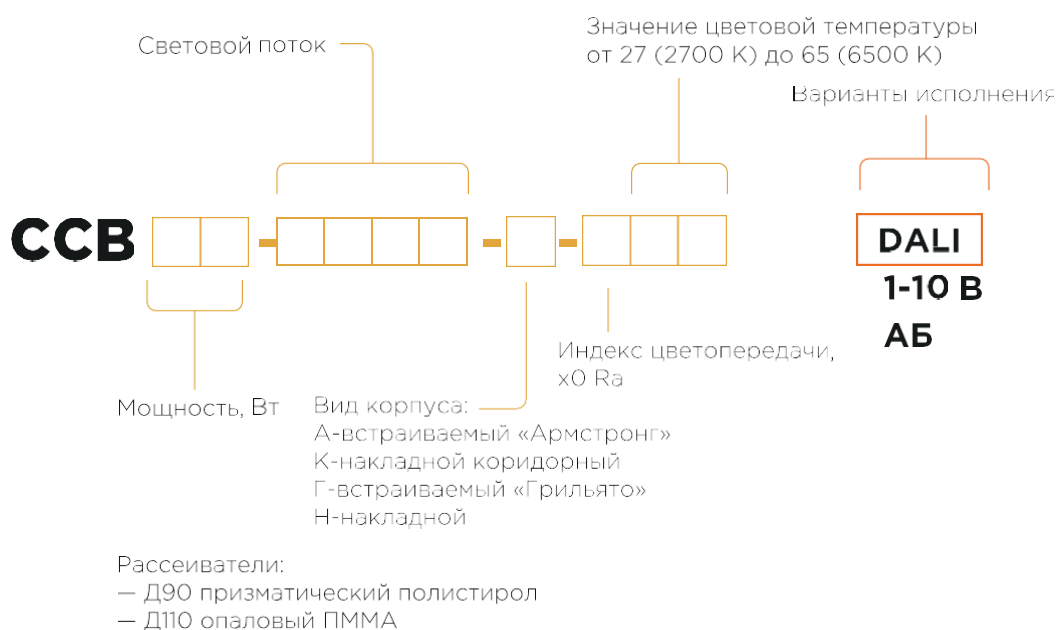 Световой поток
Значение цветовой температуры
от 27 (2700 К) до 65 (6500 К)
Варианты исполнения
ССВ
DALI
1-10 В
АБ
Индекс цветопередачи,
х0 Ra
Мощность, Вт
Вид корпуса:
А-встраиваемый «Армстронг»
К-накладной коридорный
Г-встраиваемый «Грильято»
Н-накладной
Рассеиватели:
— Д90 призматический полистирол
— Д110 опаловый ПММА